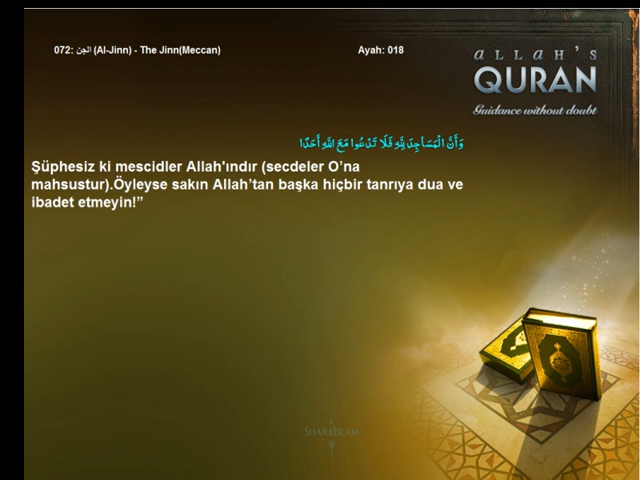 072: الجن (Al-Jinn) - The Jinn(Meccan) Ayah: 018
ALLAH'S
QURAN
Guidance without doubt
وَأَنَّ الْمَسَاجِدَ لِلَّهِ فَلَا تَدْعُوا مَعَ اللَّهِ أَحَدًا
Şüphesiz ki mescidler Allah'ındır (secdeler O’na
mahsustur).Öyleyse sakın Allah’tan başka hiçbir tanrıya dua ve
ibadet etmeyin!”
SHAREISLAM